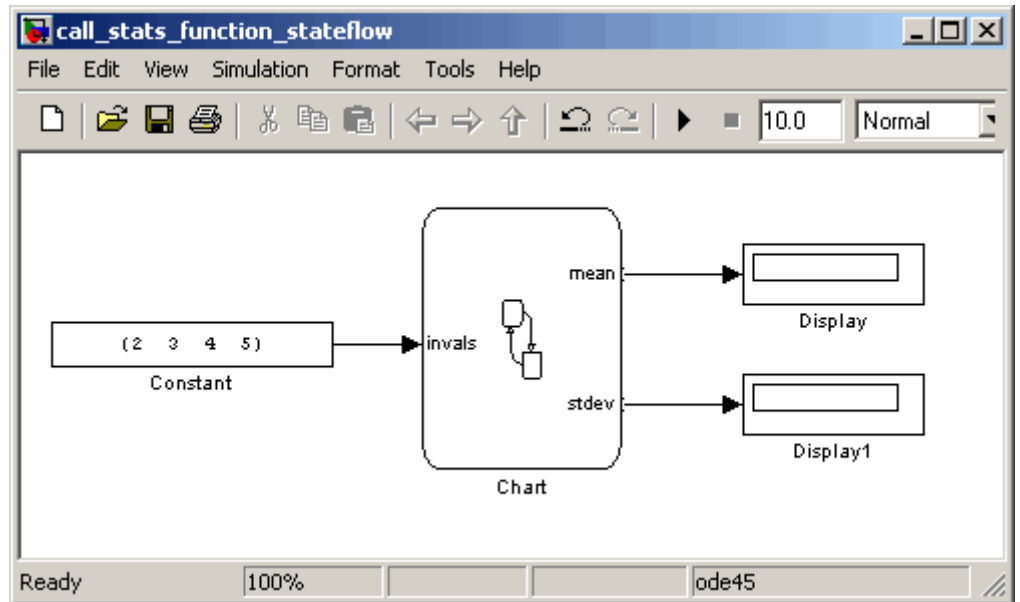 call_stats_function_stateflow
File Edit View Simulation Format Tools Help
10.0 Normal
mean
Display
(2 3 4 5)
invals
Constant
stdev
Display1
Chart
Ready 100% ode45